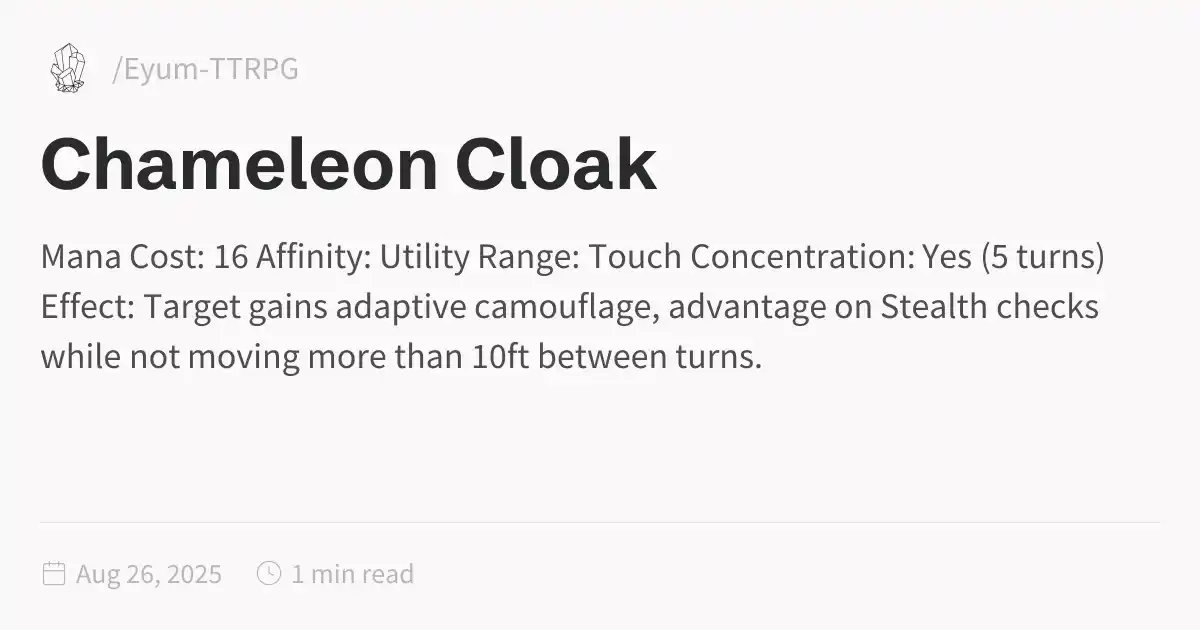 /Eyum-TTRPG
Chameleon Cloak
Mana Cost: 16 Affinity: Utility Range: Touch Concentration: Yes (5 turns)
Effect: Target gains adaptive camouflage, advantage on Stealth checks
while not moving more than 10ft between turns.
Aug 26, 2025 1 min read